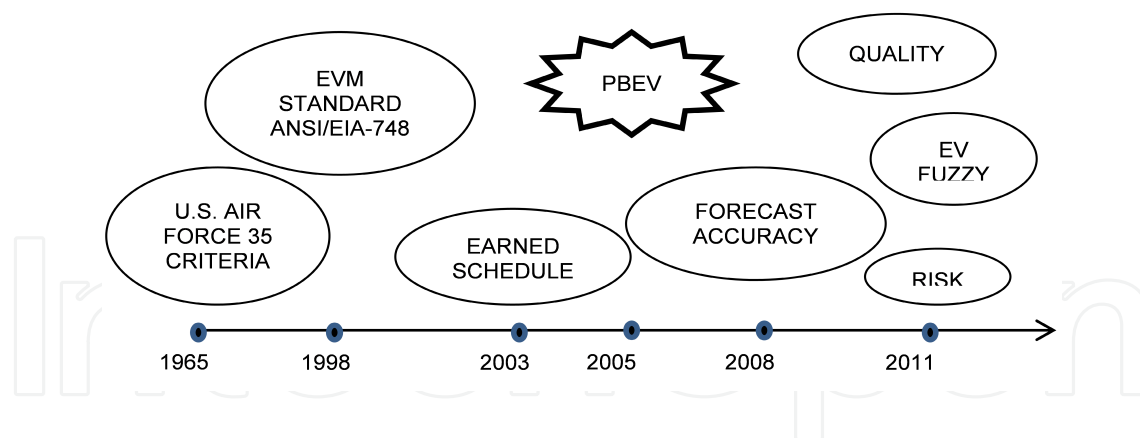 EVM
STANDARD
ANSI/EIA-748
PBEV
QUALITY
EV
FUZZY
U.S. AIR
FORCE 35
CRITERIA
EARNED
SCHEDULE
FORECAST
ACCURACY
RISK
1965
1998
2003
2005
2008
2011